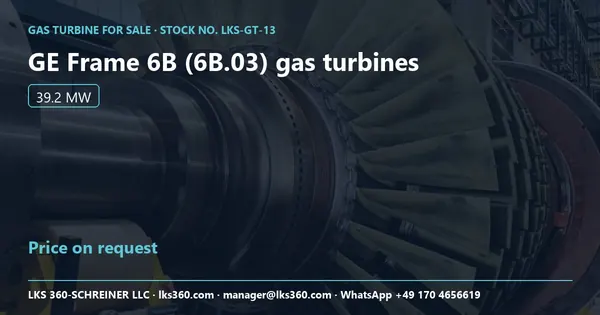 GAS TURBINE FOR SALE · STOCK NO. LKS-GT-13
GE Frame 6B (6B.03) gas turbines
39.2 MW
Price on request
LKS 360-SCHREINER LLC · lks360.com · manager@lks360.com · WhatsApp +49 170 4656619